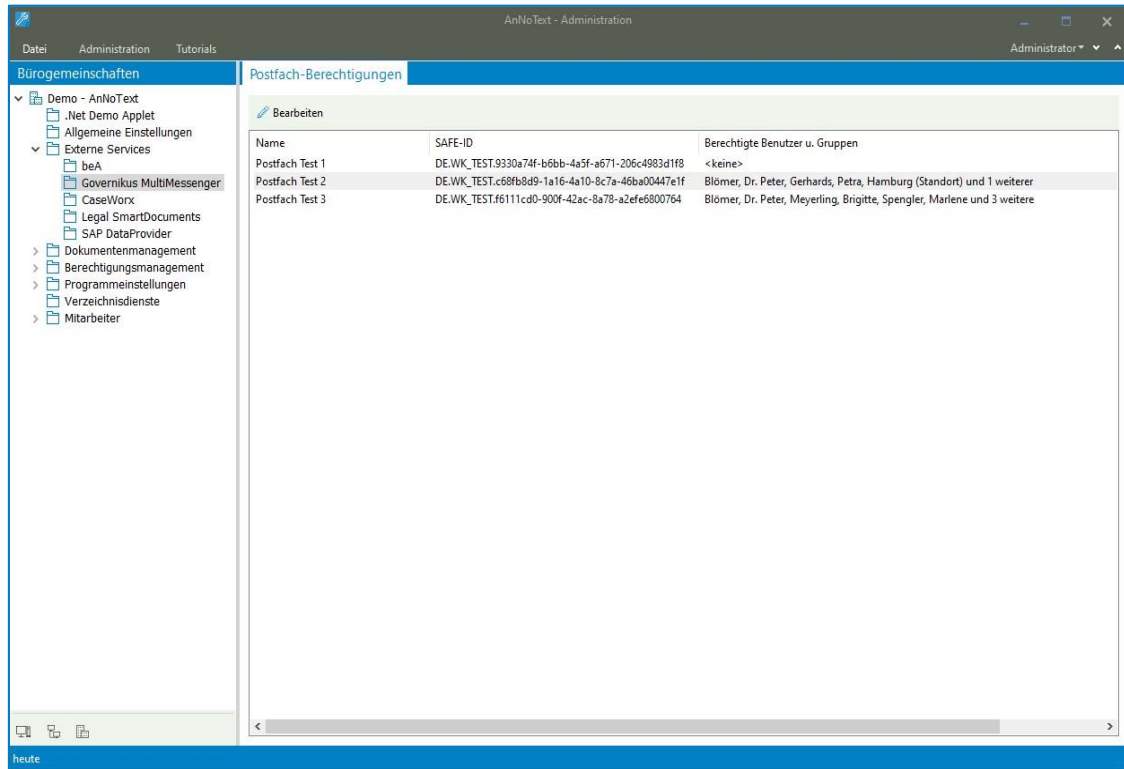 AnNoText - Administration
Datei Administration Tutorials Administrator
Bürogemeinschaften
Demo - AnNoText
.Net Demo Applet
Allgemeine Einstellungen
Externe Services
beA
Governikus MultiMessenger
CaseWorx
Legal SmartDocuments
SAP DataProvider
Dokumentenmanagement
Berechtigungsmanagement
Programmeinstellungen
Verzeichnisdienste
Mitarbeiter
Postfach-Berechtigungen
Bearbeiten
Name SAFE-ID Berechtigte Benutzer u. Gruppen
Postfach Test 1 DE.WK_TEST.9330a74f-b6bb-4a5f-a671-206c4983d1f8 <keine>
Postfach Test 2 DE.WK_TEST.c68fb8d9-1a16-4a10-8c7a-46ba00447e1f Blömer, Dr. Peter, Gerhards, Petra, Hamburg (Standort) und 1 weiterer
Postfach Test 3 DE.WK_TEST.f6111cd0-900f-42ac-8a78-a2efe6800764 Blömer, Dr. Peter, Meyerling, Brigitte, Spengler, Marlene und 3 weitere
heute